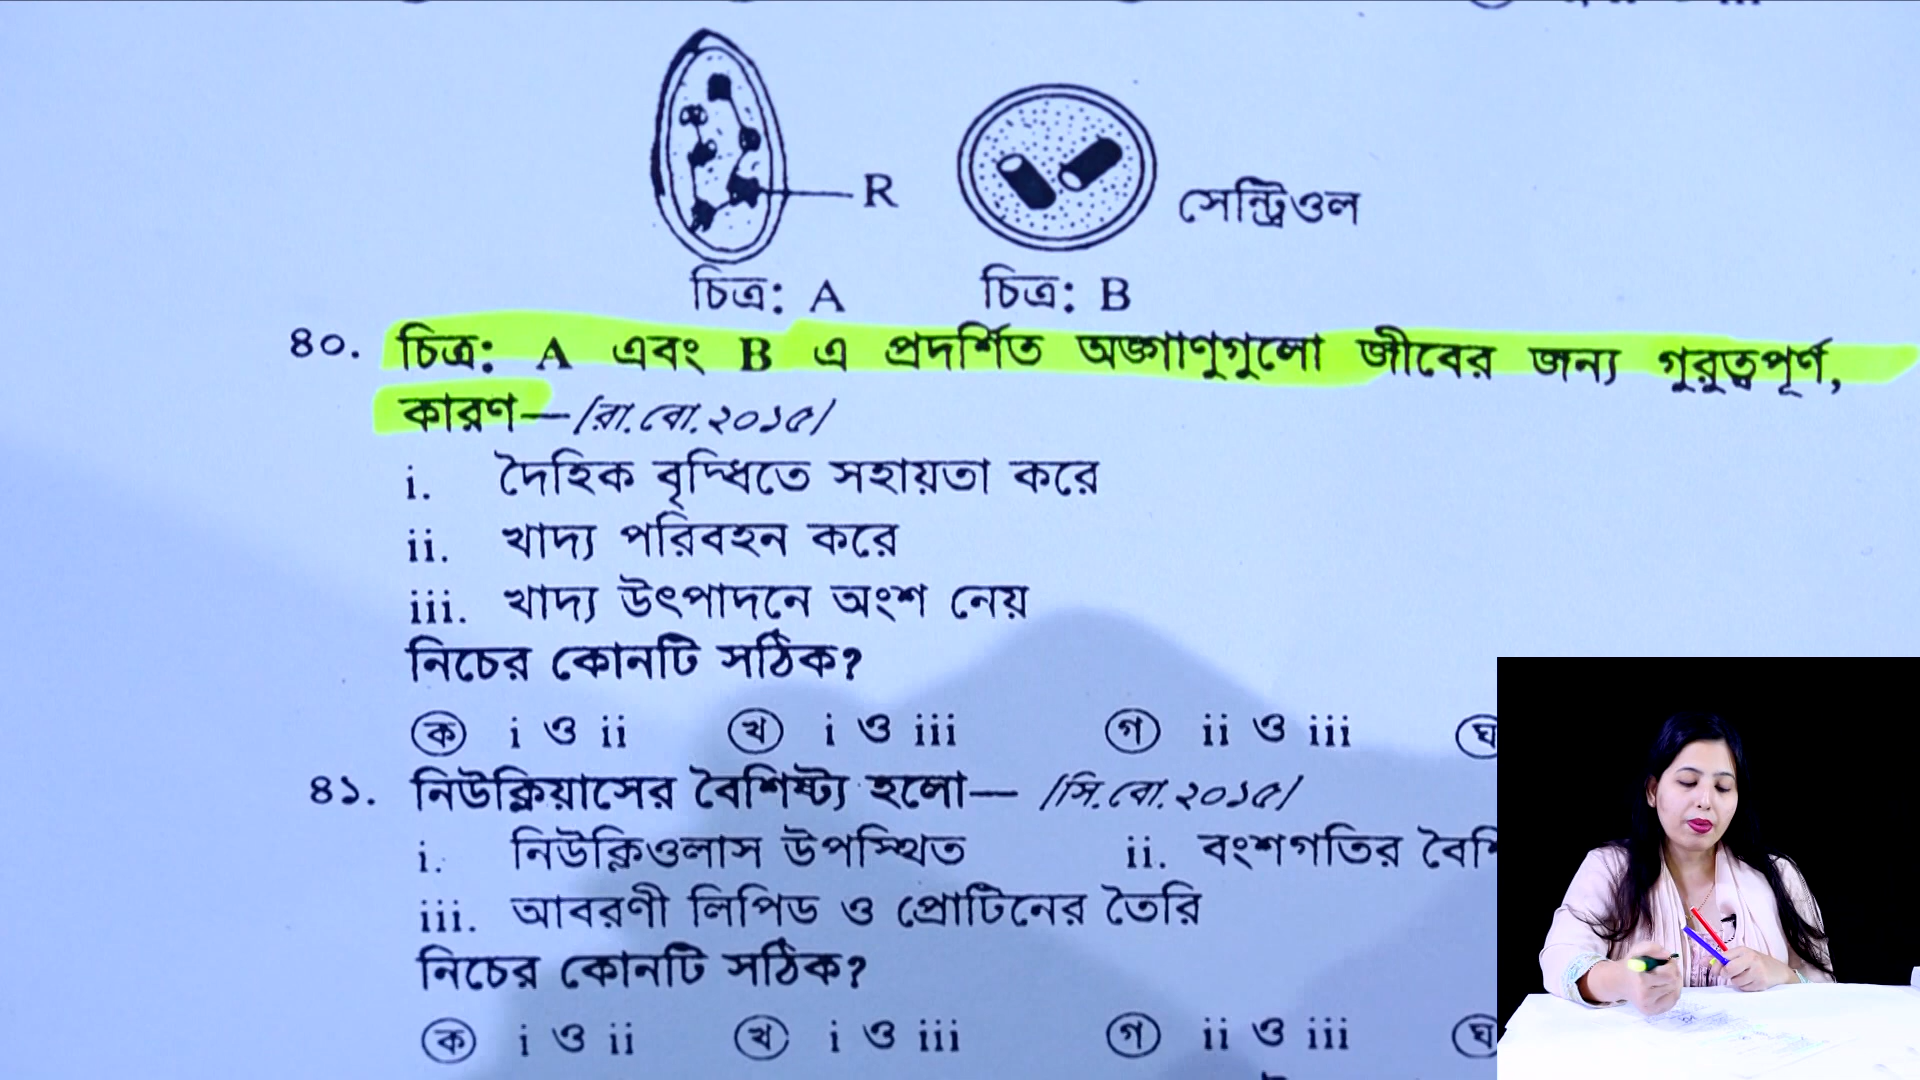 R
সেন্ট্রিওল
চিত্র: A চিত্র: B
৪০. চিত্র: A এবং B এ প্রদর্শিত অঙ্গাণুগুলো জীবের জন্য গুরুত্বপূর্ণ,
কারণ— [রা.বো.২০১৫]
i. দৈহিক বৃদ্ধিতে সহায়তা করে
ii. খাদ্য পরিবহন করে
iii. খাদ্য উৎপাদনে অংশ নেয়
নিচের কোনটি সঠিক?
ক i ও ii খ i ও iii গ ii ও iii ঘ
৪১. নিউক্লিয়াসের বৈশিষ্ট্য হলো— [সি.বো.২০১৫]
i. নিউক্লিওলাস উপস্থিত ii. বংশগতির
iii. আবরণী লিপিড ও প্রোটিনের তৈরি
নিচের কোনটি সঠিক?
ক i ও ii খ i ও iii গ ii ও iii ঘ